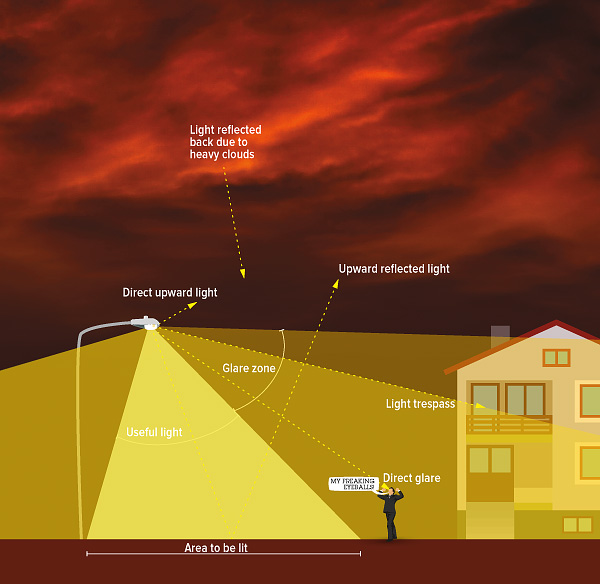 Light reflected
back due to
heavy clouds
Upward reflected light
Direct upward light
Glare zone
Light trespass
Useful light
Direct glare
MY FREAKING
EYEBALLS!
Area to be lit